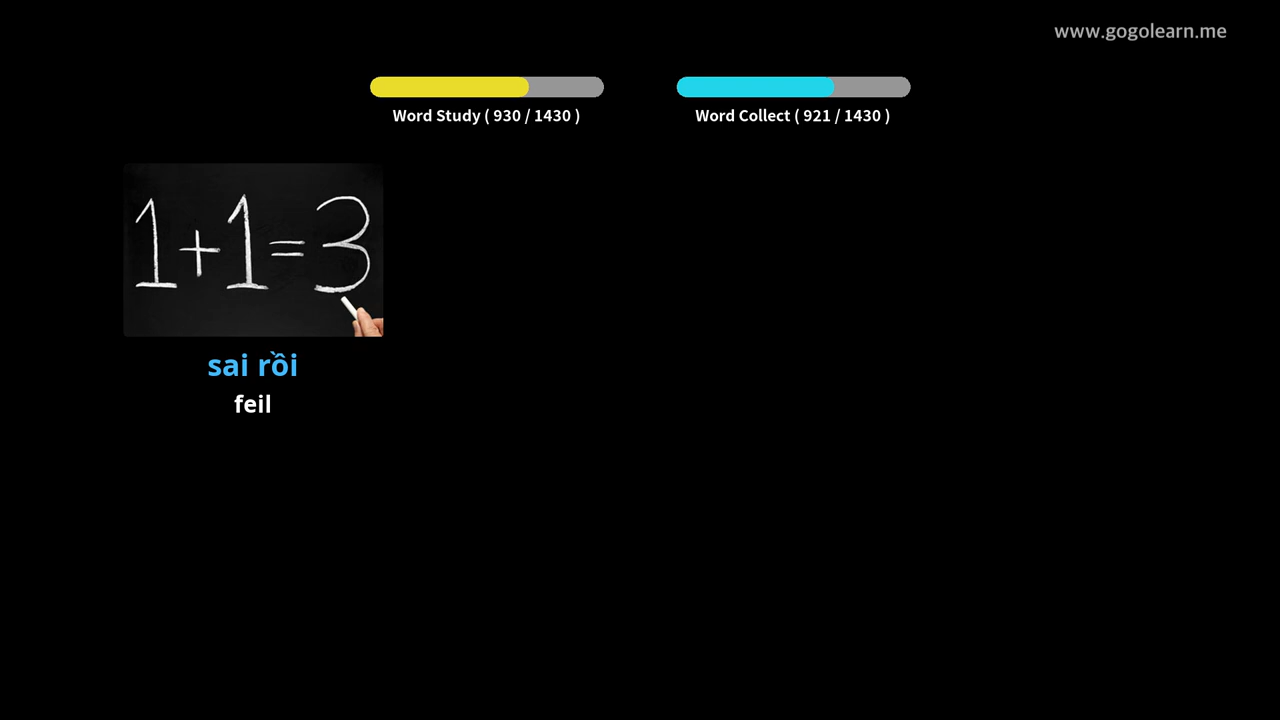 www.gogolearn.me
Word Study ( 930 / 1430 )
Word Collect ( 921 / 1430 )
1+1=3
sai rồi
feil